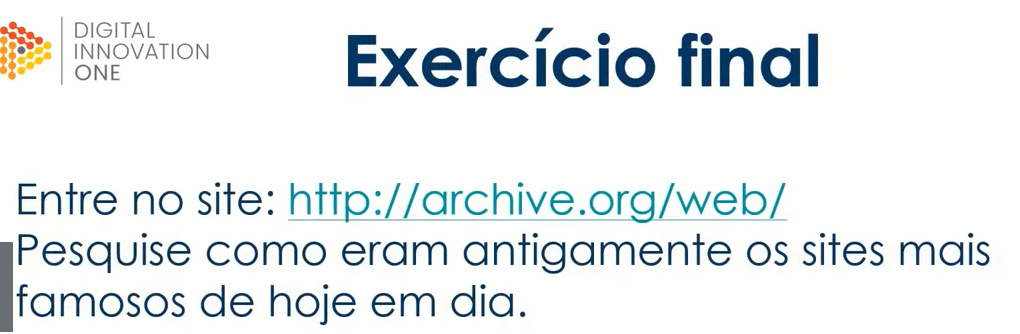 DIGITAL
INNOVATION
ONE
Exercício final
Entre no site: http://archive.org/web/
Pesquise como eram antigamente os sites mais
famosos de hoje em dia.